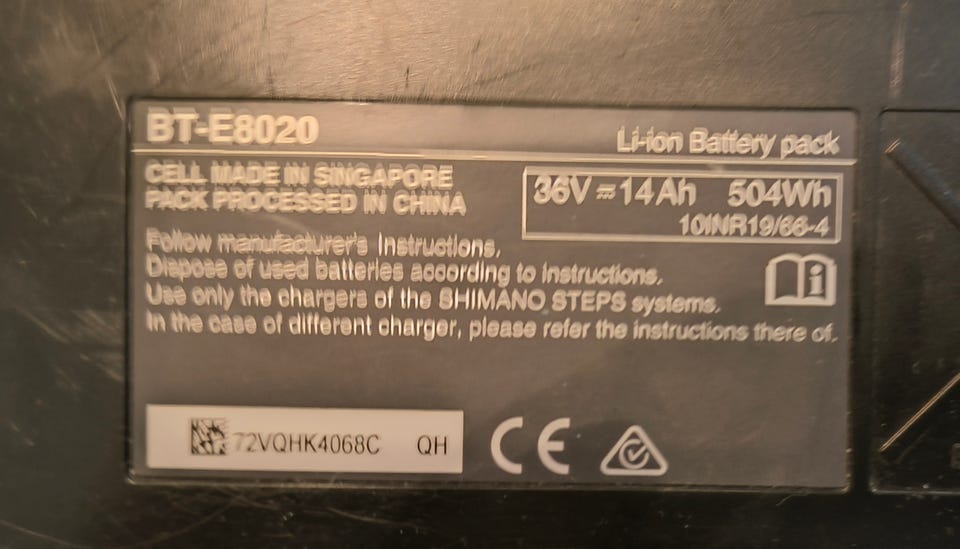 BT-E8020
Li-ion Battery pack
CELL MADE IN SINGAPORE
PACK PROCESSED IN CHINA
36V ⎓ 14Ah 504Wh
10INR19/66-4
Follow manufacturer's Instructions,
Dispose of used batteries according to instructions.
Use only the chargers of the SHIMANO STEPS systems.
In the case of different charger, please refer the instructions there of.
72VQHK4068C QH
CE